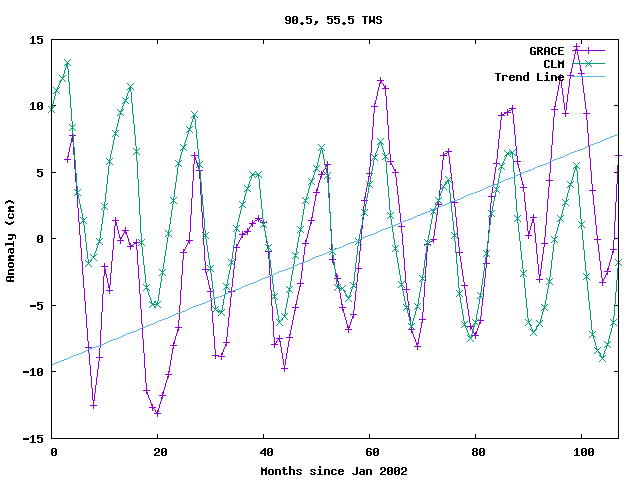 90.5, 55.5 TWS
GRACE
CLM
Trend Line
15
10
5
0
-5
-10
-15
Anomaly (cm)
0 20 40 60 80 100
Months since Jan 2002